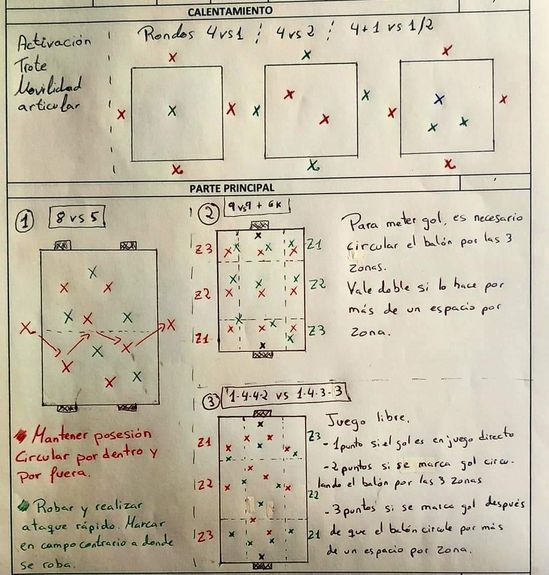 CALENTAMIENTO
Activación
Trote
Movilidad
articular
Rondos 4vs1 / 4vs2 / 4+1 vs 1/2
PARTE PRINCIPAL
1
8 vs 5
Mantener posesión
Circular por dentro y
por fuera.
Robar y realizar
ataque rápido. Marcar
en campo contrario a donde
se roba.
2
9vs9 + GK
Z3
Z1
Z2
Z2
Z1
Z3
Para meter gol, es necesario
circular el balón por las 3
zonas.
Vale doble si lo hace por
más de un espacio por
zona.
3
1-4-4-2 vs 1-4-3-3
Z1
Z3
Z2
Z2
Z3
Z1
Juego libre.
- 1 punto si el gol es en juego directo
- 2 puntos si se marca gol circu-
lando el balón por las 3 zonas
- 3 puntos si se marca gol después
de que el balón circule por más
de un espacio por zona.